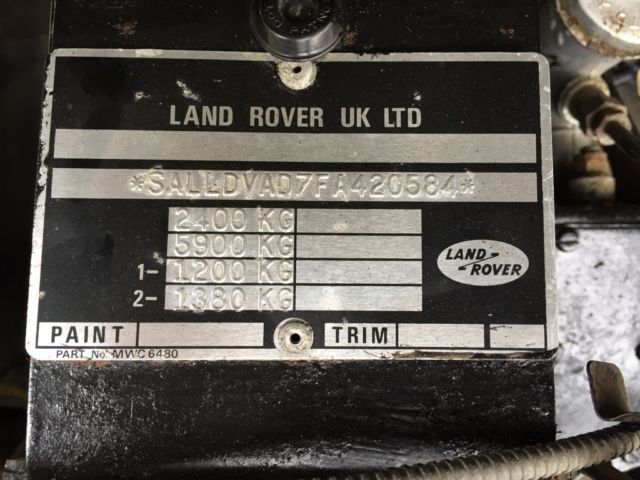 LAND ROVER UK LTD
*SALLDVAD7FA420584*
2400 KG
5900 KG
1- 1200 KG
2- 1380 KG
LAND ROVER
PAINT TRIM
PART No. MWC 6480